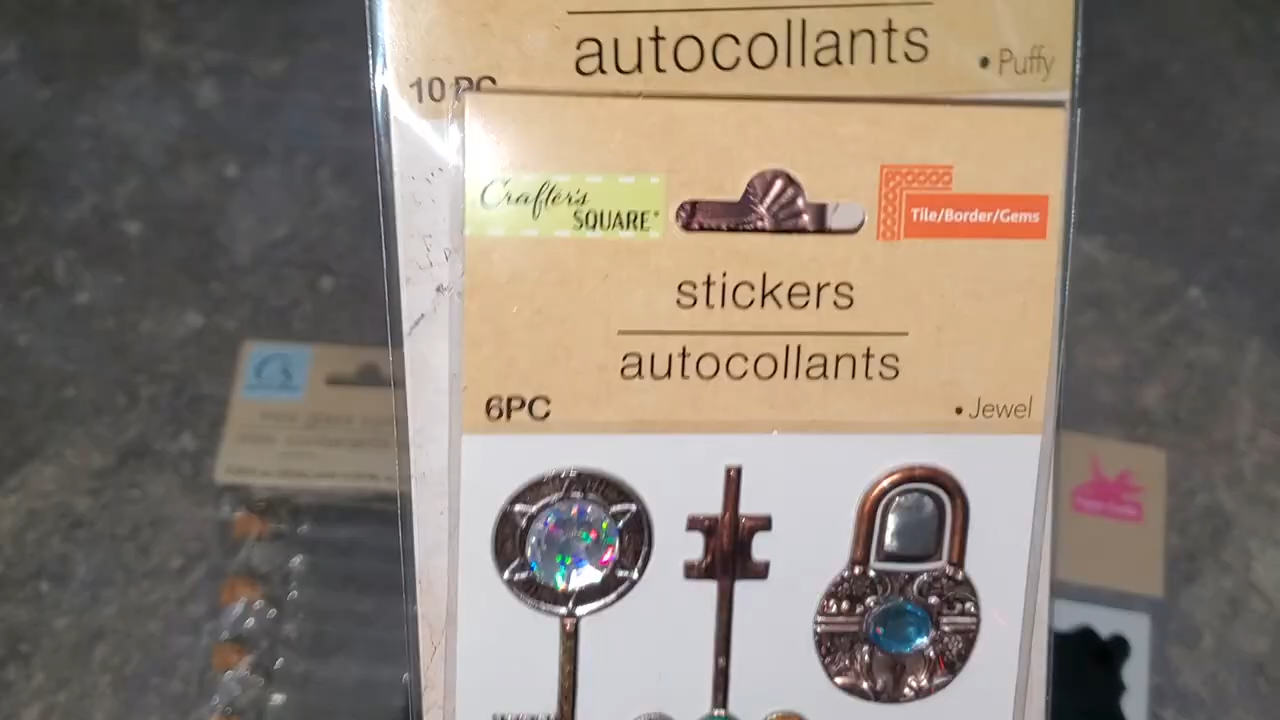 autocollants
• Puffy
10 PC
Crafter's
SQUARE®
Tile/Border/Gems
stickers
autocollants
6PC
• Jewel